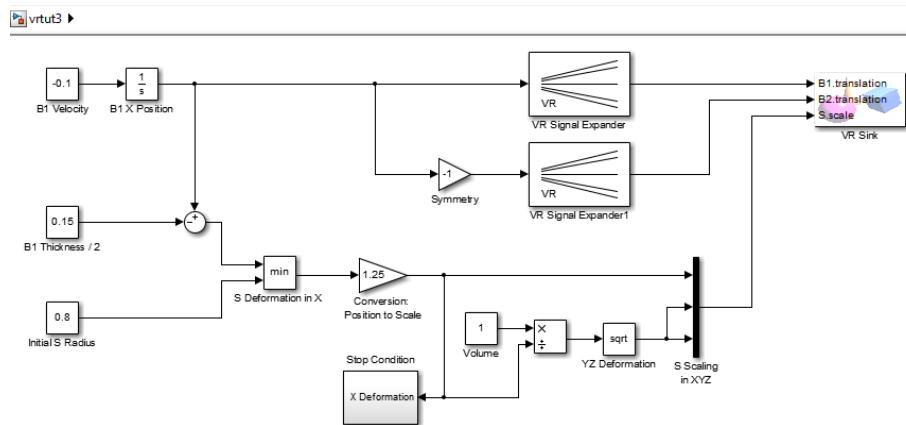 vrtut3
-0.1
B1 Velocity
1
s
B1 X Position
VR
VR Signal Expander
B1.translation
B2.translation
S.scale
VR Sink
-1
Symmetry
VR
VR Signal Expander1
0.15
B1 Thickness / 2
− +
min
S Deformation in X
1.25
Conversion:
Position to Scale
0.8
Initial S Radius
1
Volume
×
÷
sqrt
YZ Deformation
S Scaling
in XYZ
Stop Condition
X Deformation